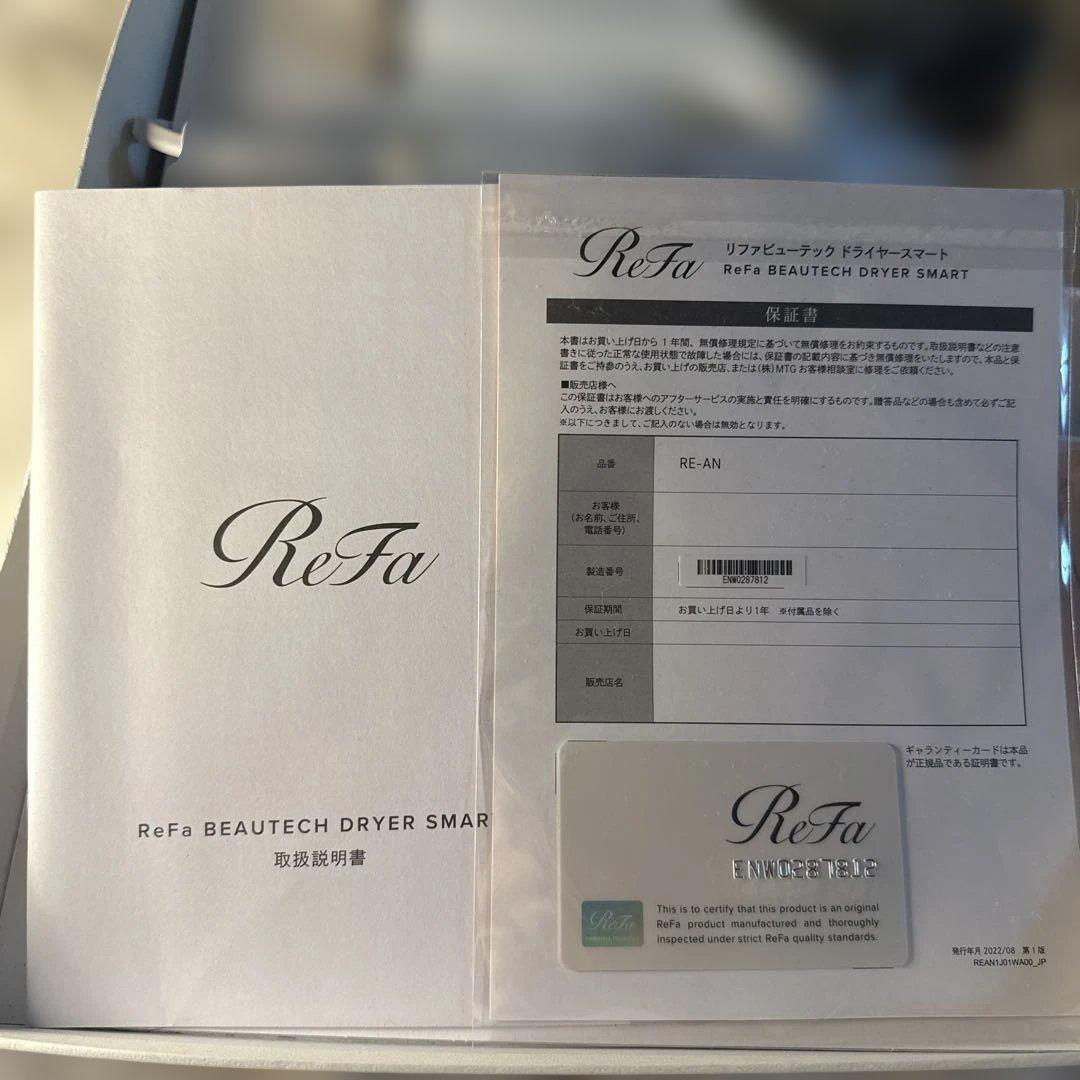 ReFa
ReFa BEAUTECH DRYER SMAR
取扱説明書
ReFa
リファビューテック ドライヤースマート
ReFa BEAUTECH DRYER SMART
保証書
本書はお買い上げ日から 1 年間、無償修理規定に基づいて無償修理をお約束するものです。取扱説明書などの注意
書きに従った正常な使用状態で故障した場合には、保証書の記載内容に基づき無償修理をいたしますので、本品と保
証書をご持参のうえ、お買い上げの販売店、または(株)MTG お客様相談室に修理をご依頼ください。
■販売店様へ
この保証書はお客様へのアフターサービスの実施と責任を明確にするものです。贈答品などの場合も含めて必ずご記
入のうえ、お客様にお渡しください。
※以下につきまして、ご記入のない場合は無効となります。
品番 RE-AN
お客様
(お名前、ご住所、
電話番号)
製造番号
ENW0287812
保証期間 お買い上げ日より1年 ※付属品を除く
お買い上げ日
販売店名
ギャランティーカードは本品
が正規品である証明書です。
ReFa
ENW0287812
ReFa
This is to certify that this product is an original
ReFa product manufactured and thoroughly
inspected under strict ReFa quality standards.
発行年月 2022/08 第1版
REAN1J01WA00_JP